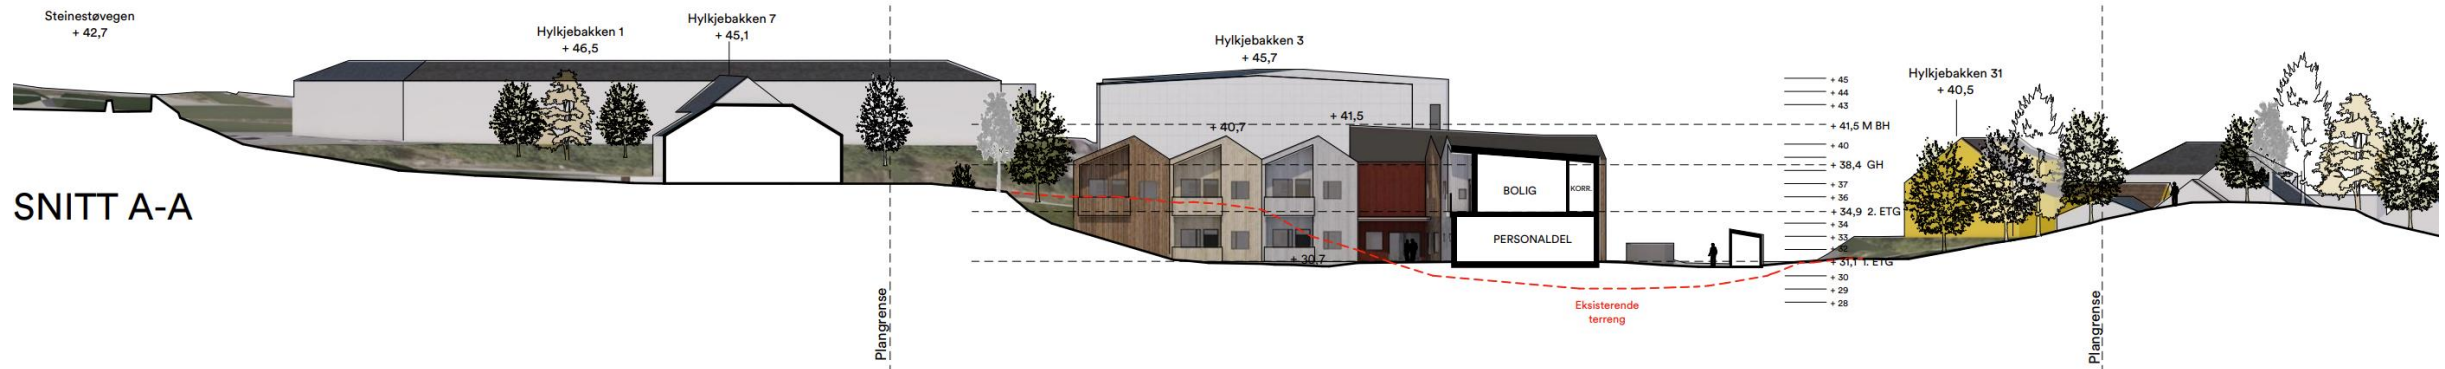 Steinestøvegen
+ 42,7
Hylkjebakken 1
+ 46,5
Hylkjebakken 7
+ 45,1
Hylkjebakken 3
+ 45,7
Hylkjebakken 31
+ 40,5
+ 40,7
+ 41,5
+ 30,7
BOLIG
KORR.
PERSONALDEL
+ 45
+ 44
+ 43
+ 41,5 M BH
+ 40
+ 38,4 GH
+ 37
+ 36
+ 34,9 2. ETG
+ 34
+ 33
+ 32
+ 31,1 1. ETG
+ 30
+ 29
+ 28
Eksisterende
terreng
Plangrense
Plangrense
SNITT A-A